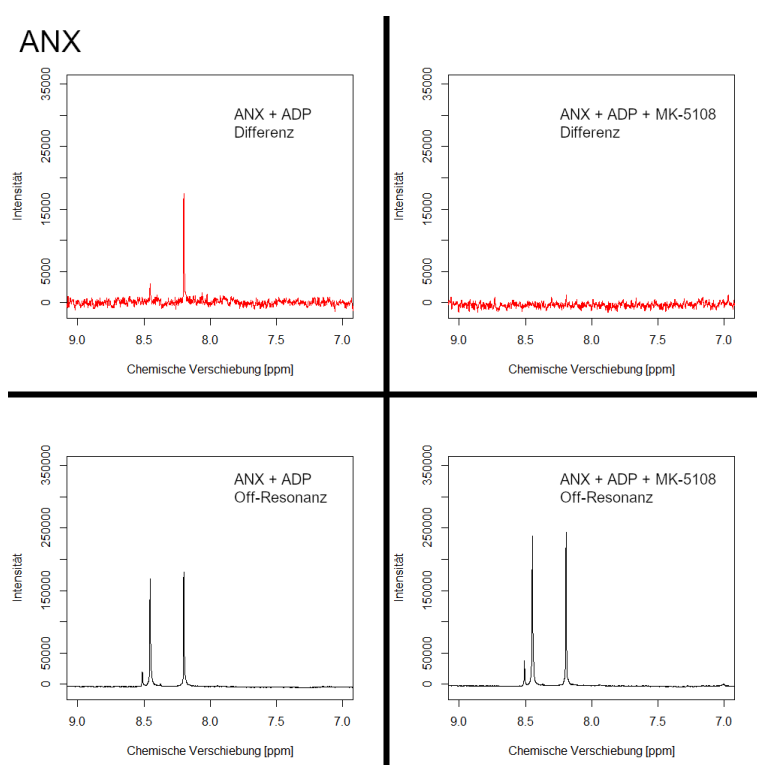 ANX
ANX + ADP
Differenz
Intensität
0
5000
15000
25000
35000
9.0 8.5 8.0 7.5 7.0
Chemische Verschiebung [ppm]
ANX + ADP + MK-5108
Differenz
Intensität
0
5000
15000
25000
35000
9.0 8.5 8.0 7.5 7.0
Chemische Verschiebung [ppm]
ANX + ADP
Off-Resonanz
Intensität
0
50000
150000
250000
350000
9.0 8.5 8.0 7.5 7.0
Chemische Verschiebung [ppm]
ANX + ADP + MK-5108
Off-Resonanz
Intensität
0
50000
150000
250000
350000
9.0 8.5 8.0 7.5 7.0
Chemische Verschiebung [ppm]